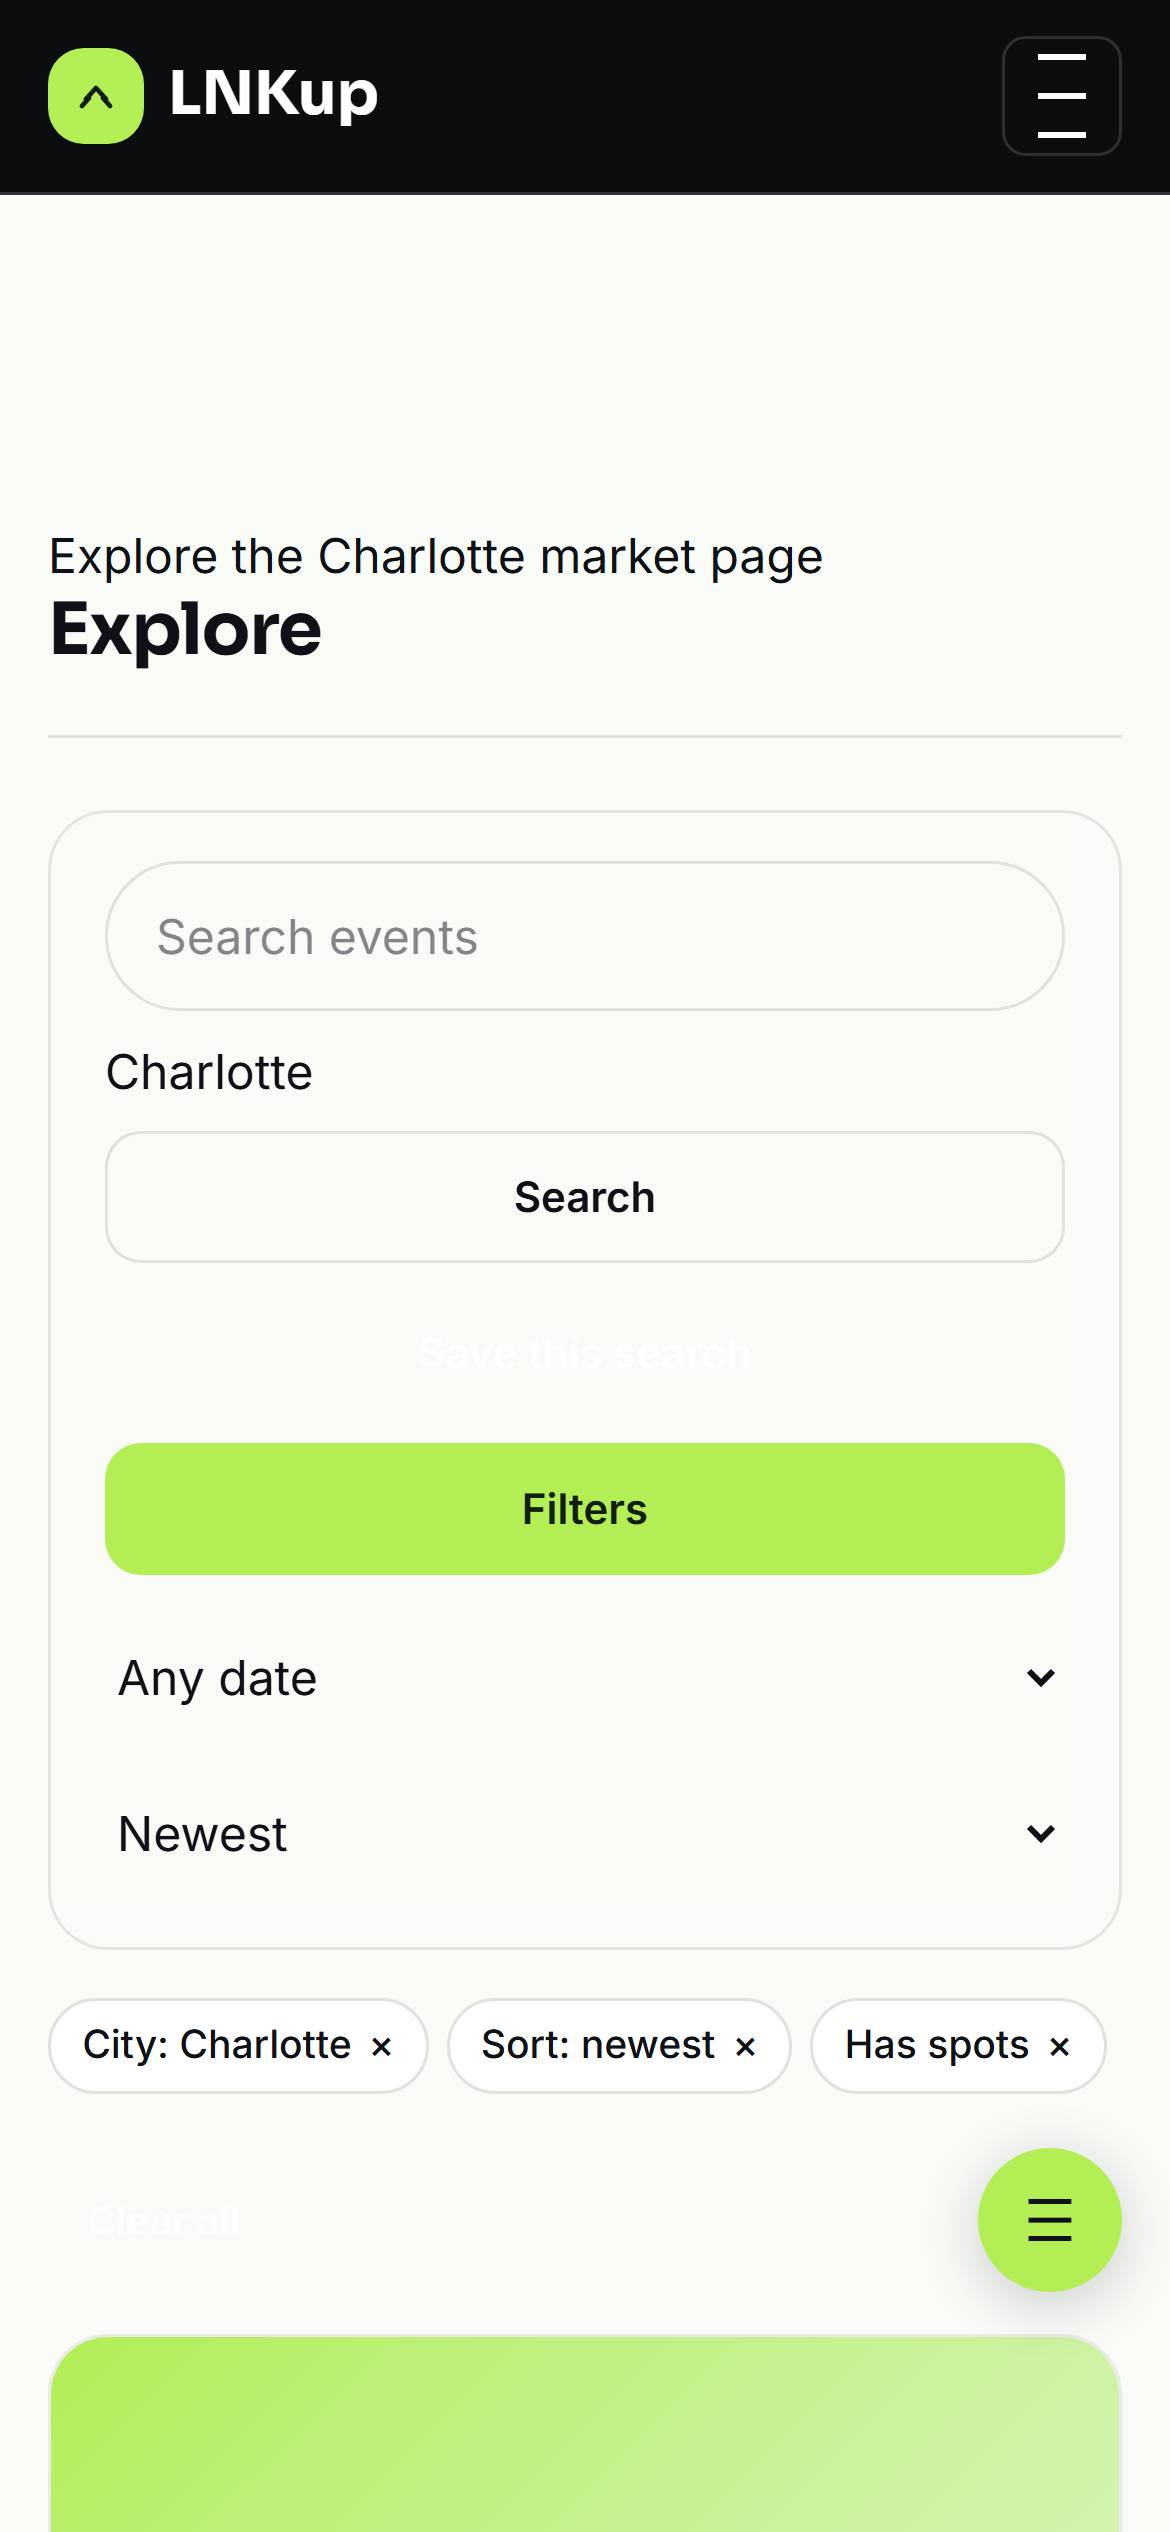 LNKup
Explore the Charlotte market page
Explore
Search events
Charlotte
Search
Save this search
Filters
Any date
Newest
City: Charlotte × Sort: newest × Has spots ×
Clear all